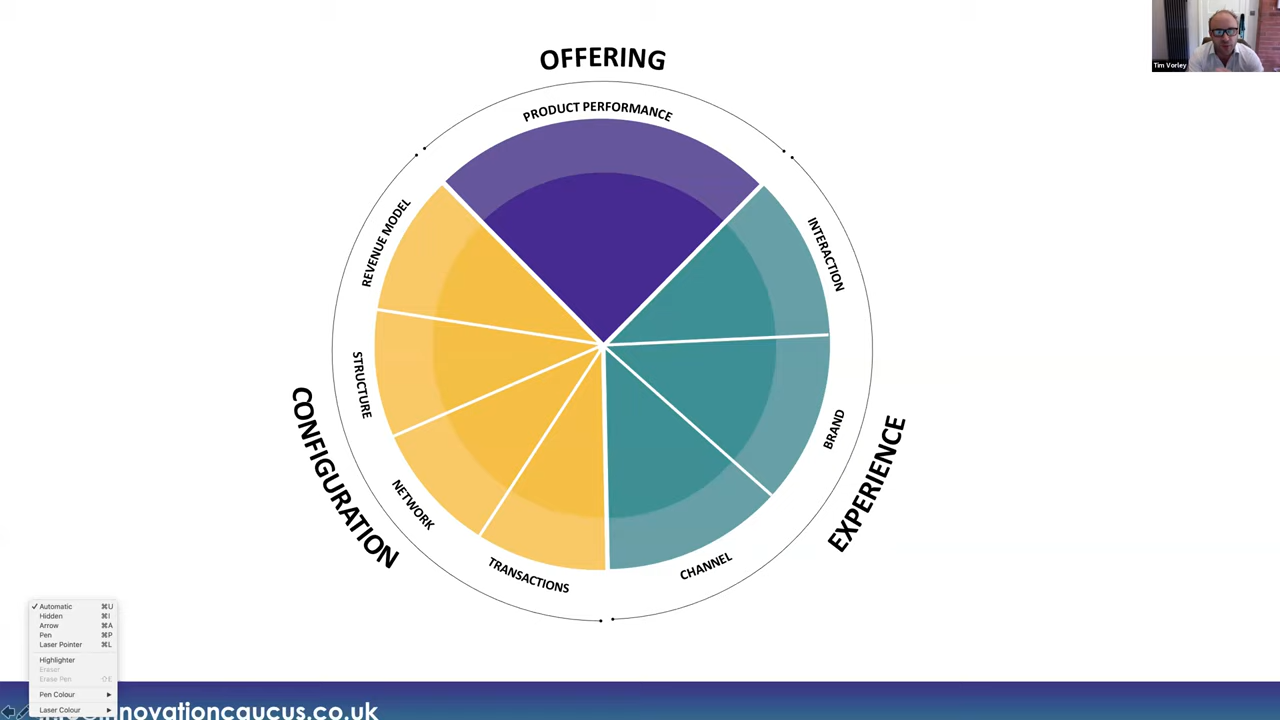 OFFERING
PRODUCT PERFORMANCE
Tim Vorley
REVENUE MODEL
INTERACTION
STRUCTURE
BRAND
CONFIGURATION
EXPERIENCE
NETWORK
TRANSACTIONS
CHANNEL
✓ Automatic ⌘U
Hidden ⌘I
Arrow ⌘A
Pen ⌘P
Laser Pointer ⌘L
Highlighter
Eraser
Erase Pen ⇧E
Pen Colour ▶
Laser Colour ▶
innovationcaucus.co.uk